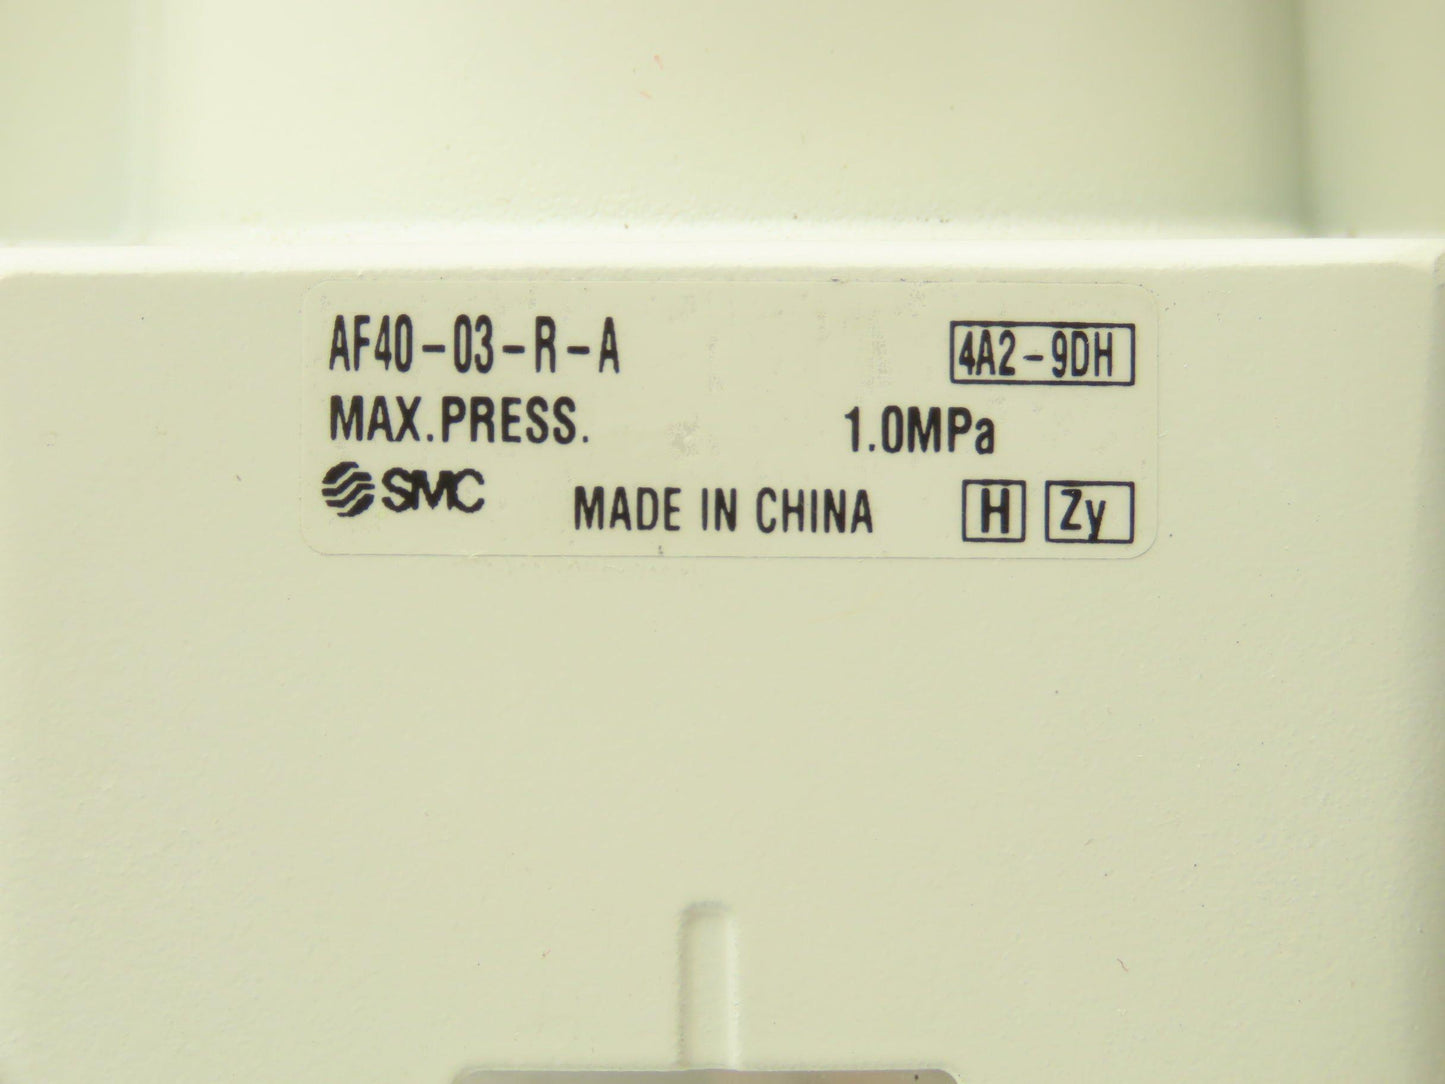 AF40-03-R-A 4A2-9DH
MAX.PRESS. 1.0MPa
SMC MADE IN CHINA H Zy